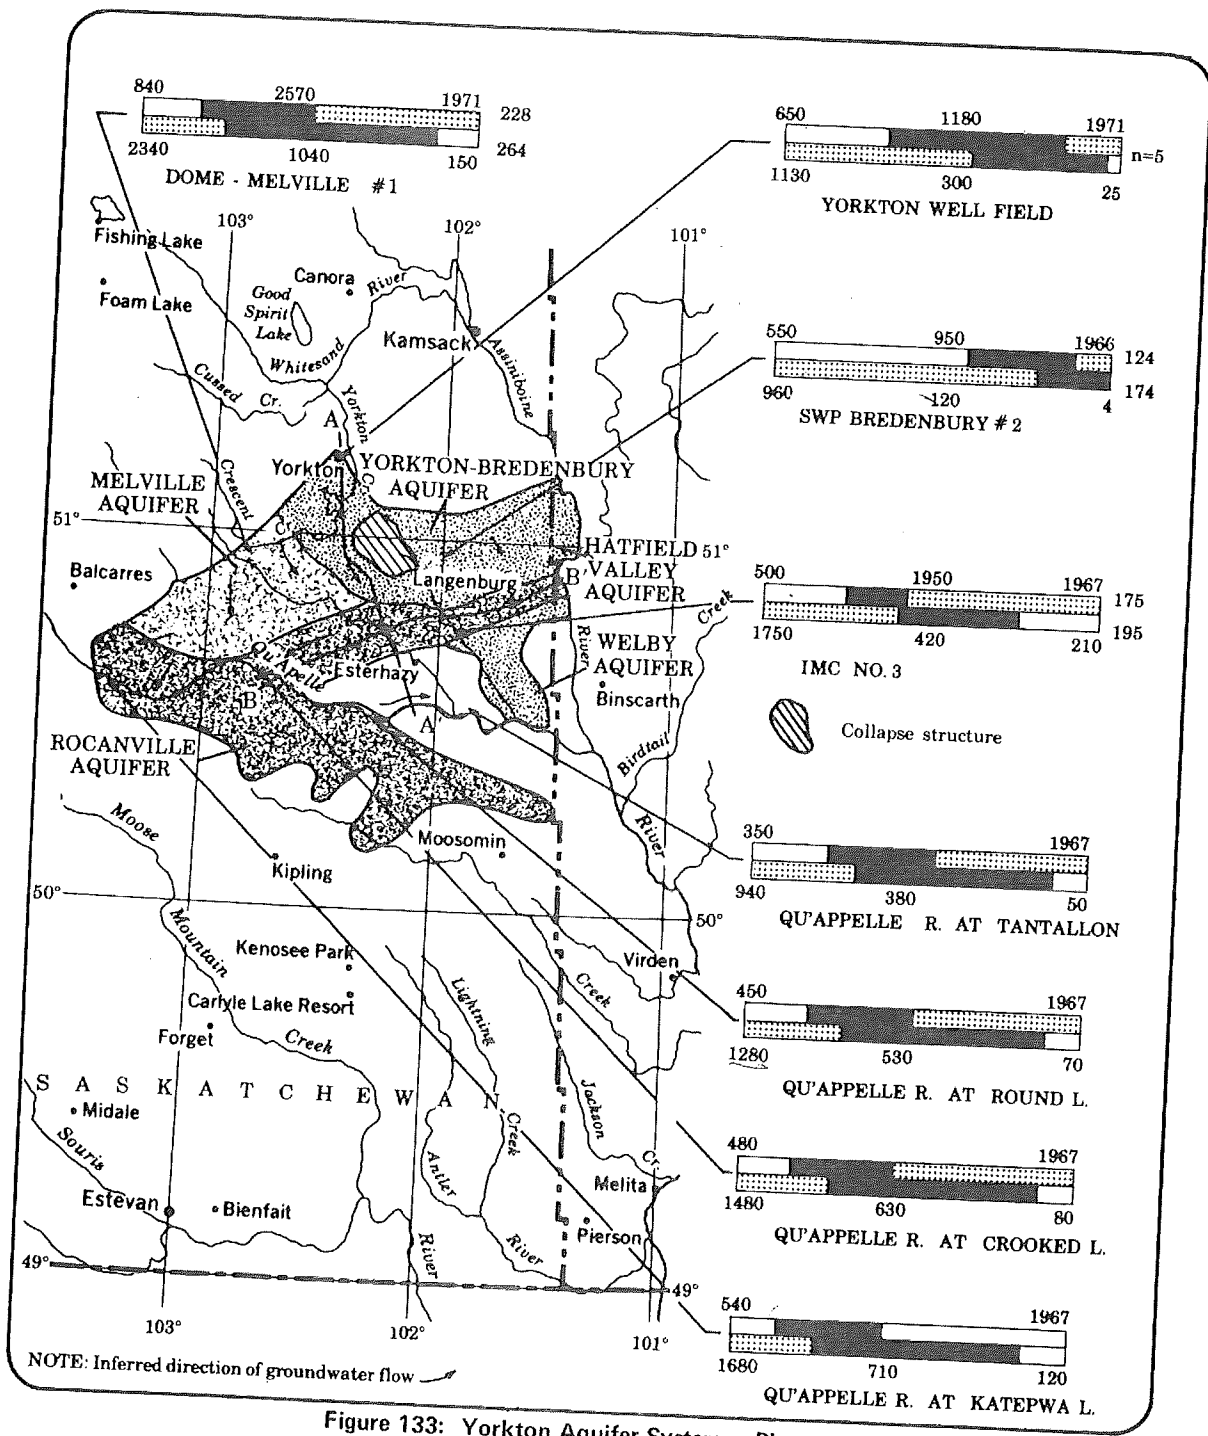 840 2570 1971 228
2340 1040 150 264
DOME - MELVILLE #1
650 1180 1971
n=5
1130 300 25
YORKTON WELL FIELD
103°
102°
101°
Fishing Lake
Foam Lake
Canora
River
Good
Spirit
Lake
Whitesand
Kamsack
Assiniboine
Cussed
Cr.
550 950 1966 124
960 120 4 174
SWP BREDENBURY #2
A
Yorkton
Cr.
Yorkton
YORKTON-BREDENBURY
AQUIFER
MELVILLE
AQUIFER
Crescent
C
51°
HATFIELD 51°
VALLEY
AQUIFER
B'
Balcarres
Langenburg
500 1950 1967 175
1750 420 210 195
IMC NO. 3
Creek
River
WELBY
AQUIFER
Binscarth
Qu'Apelle
Esterhazy
B
A'
Collapse structure
ROCANVILLE
AQUIFER
Birdtail
River
Moose
Moosomin
Kipling
350 1967
940 380 50
QU'APPELLE R. AT TANTALLON
50°
50°
Mountain
Kenosee Park
Virden
Carlyle Lake Resort
Lightning
Creek
Forget
Creek
450 1967
1280 530 70
QU'APPELLE R. AT ROUND L.
SASKATCHEWAN
Midale
Creek
Jackson
Cr.
Souris
Antler
480 1967
1480 630 80
QU'APPELLE R. AT CROOKED L.
Melita
Estevan
Bienfait
River
River
Pierson
49°
49°
540 1967
1680 710 120
QU'APPELLE R. AT KATEPWA L.
103°
102°
101°
NOTE: Inferred direction of groundwater flow
Figure 133: Yorkton Aquifer System